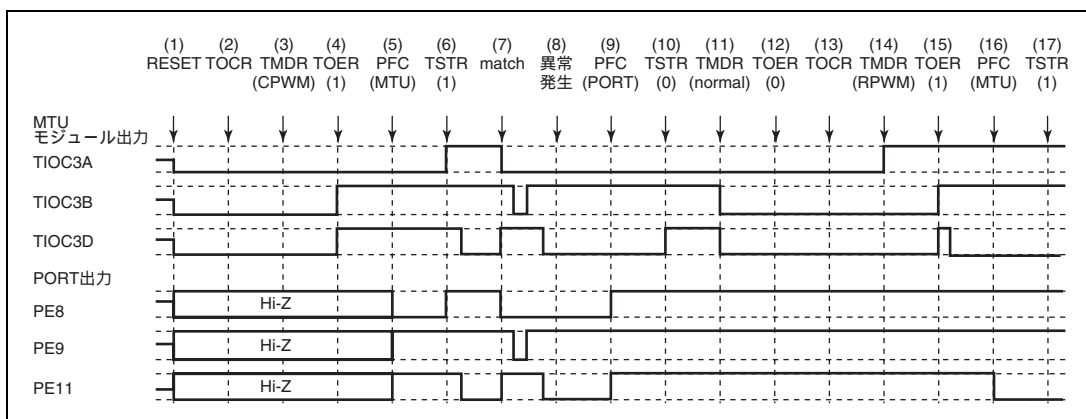 (1) (2) (3) (4) (5) (6) (7) (8) (9) (10) (11) (12) (13) (14) (15) (16) (17)
RESET TOCR TMDR TOER PFC TSTR match 異常 PFC TSTR TMDR TOER TOCR TMDR TOER PFC TSTR
(CPWM) (1) (MTU) (1) 発生 (PORT) (0) (normal) (0) (RPWM) (1) (MTU) (1)
MTU
モジュール出力
TIOC3A
TIOC3B
TIOC3D
PORT出力
PE8 Hi-Z
PE9 Hi-Z
PE11 Hi-Z